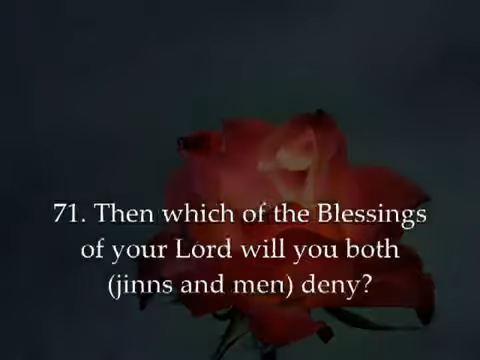 71. Then which of the Blessings
of your Lord will you both
(jinns and men) deny?